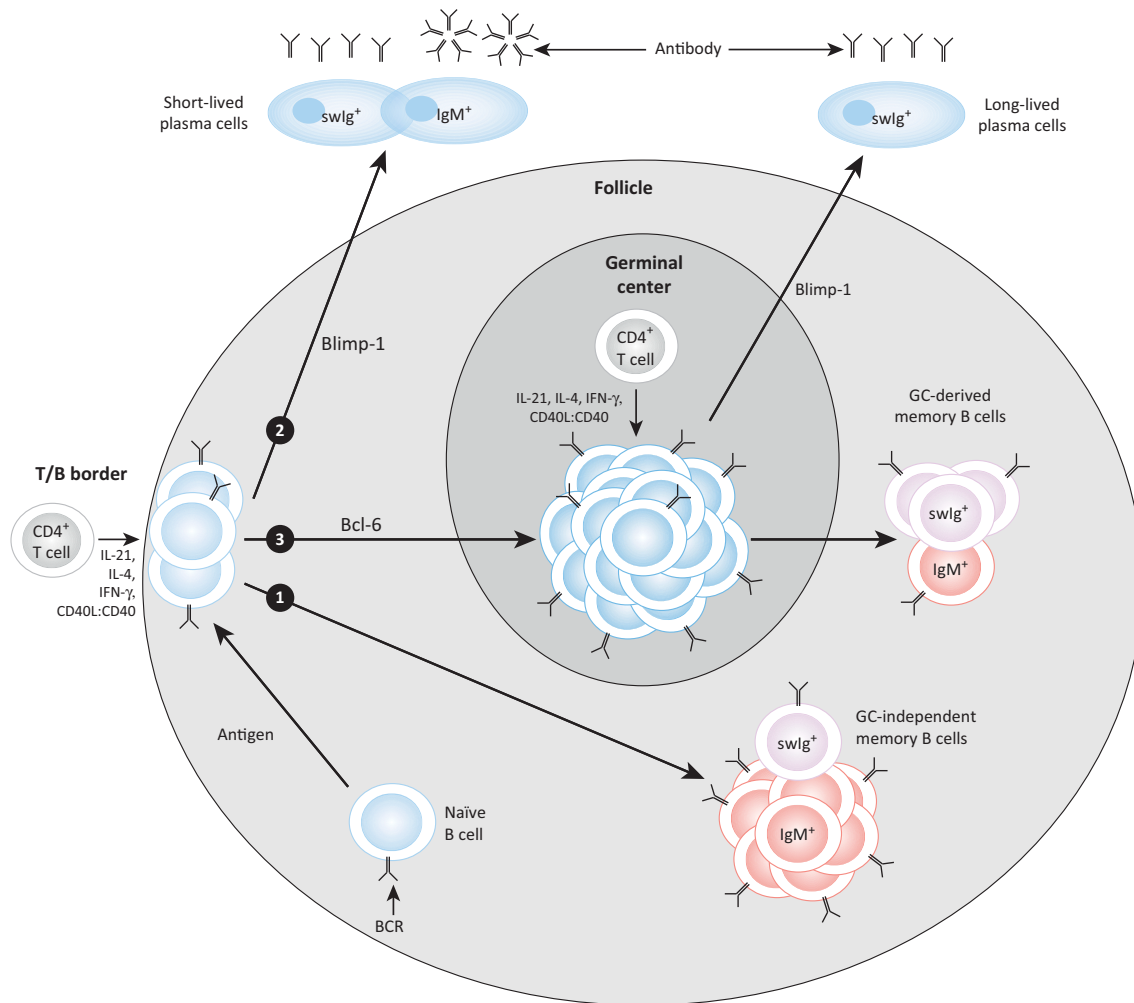 Antibody
Short-lived
plasma cells
swIg⁺
IgM⁺
swIg⁺
Long-lived
plasma cells
Follicle
Germinal
center
Blimp-1
Blimp-1
CD4⁺
T cell
IL-21, IL-4, IFN-γ,
CD40L:CD40
GC-derived
memory B cells
2
T/B border
CD4⁺
T cell
IL-21,
IL-4,
IFN-γ,
CD40L:CD40
3
Bcl-6
swIg⁺
IgM⁺
1
GC-independent
memory B cells
swIg⁺
Antigen
Naïve
B cell
IgM⁺
BCR